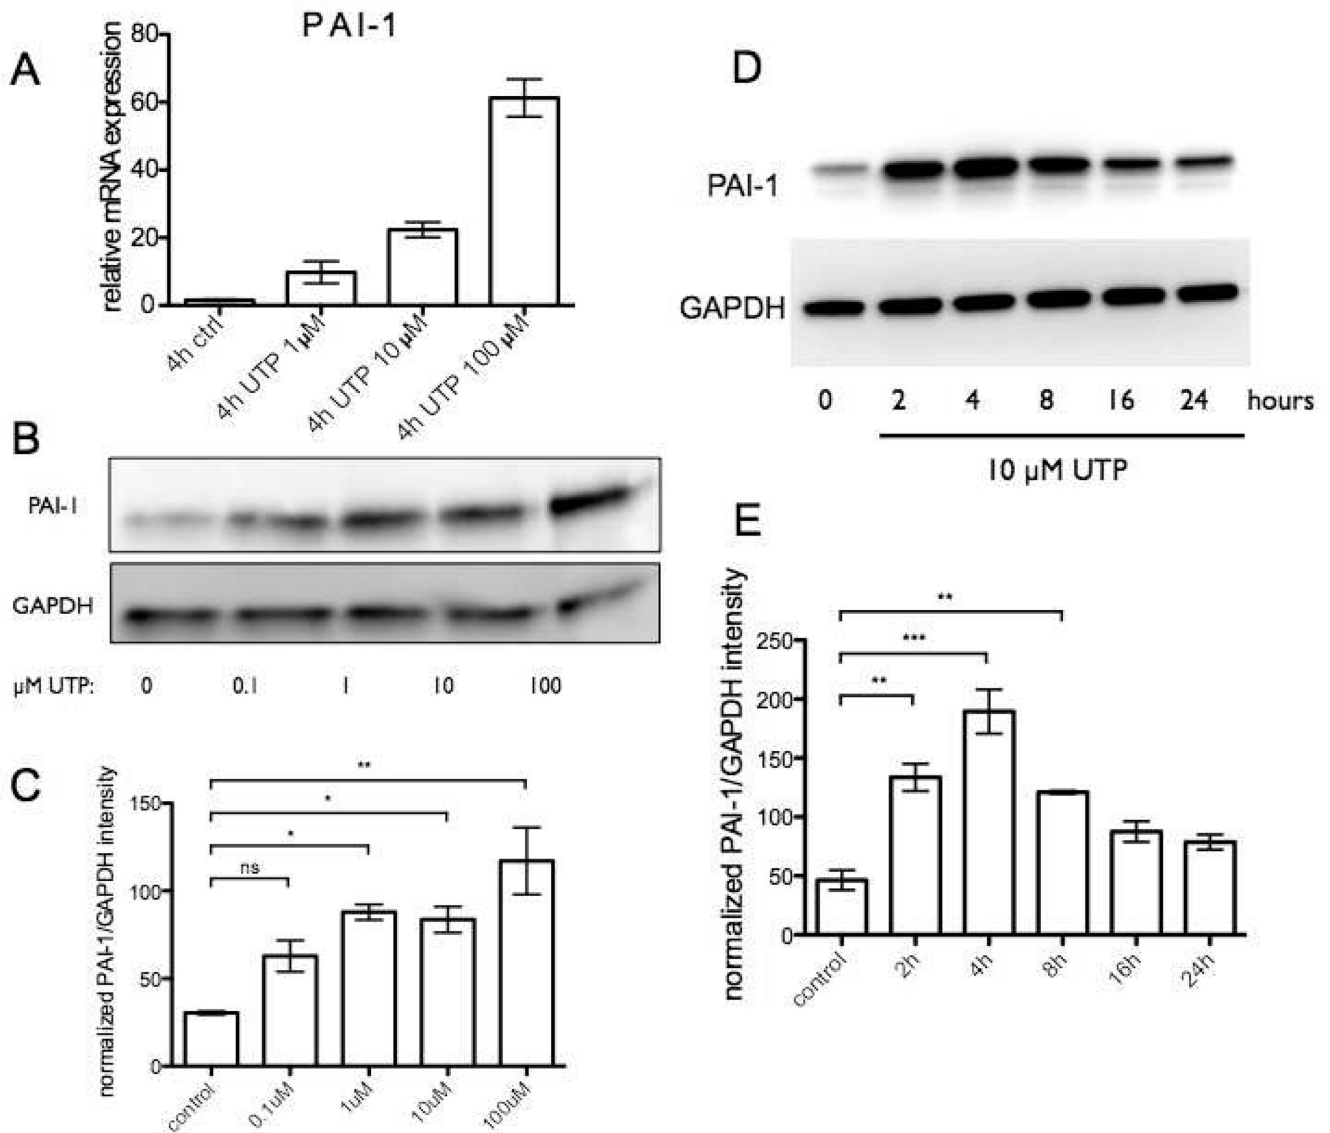 A
PAI-1
relative mRNA expression
80
60
40
20
0
4h ctrl
4h UTP 1µM
4h UTP 10 µM
4h UTP 100 µM
B
PAI-1
GAPDH
µM UTP: 0 0.1 1 10 100
C
normalized PAI-1/GAPDH intensity
150
100
50
0
**
*
*
ns
control
0.1uM
1uM
10uM
100uM
D
PAI-1
GAPDH
0 2 4 8 16 24 hours
10 µM UTP
E
normalized PAI-1/GAPDH intensity
250
200
150
100
50
0
**
***
**
control
2h
4h
8h
16h
24h